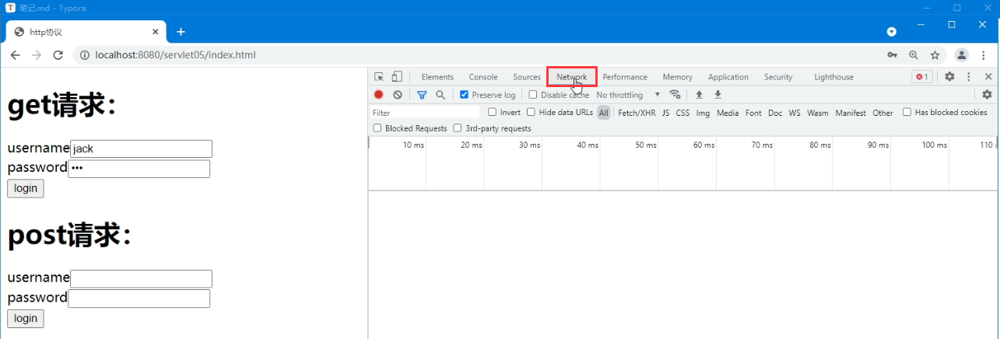 T 笔记.md - Typora
http协议
localhost:8080/servlet05/index.html
Elements Console Sources Network Performance Memory Application Security Lighthouse 1
Preserve log Disable cache No throttling
Filter Invert Hide data URLs All Fetch/XHR JS CSS Img Media Font Doc WS Wasm Manifest Other Has blocked cookies
Blocked Requests 3rd-party requests
10 ms 20 ms 30 ms 40 ms 50 ms 60 ms 70 ms 80 ms 90 ms 100 ms 110
get请求：
username jack
password •••
login
post请求：
username
password
login